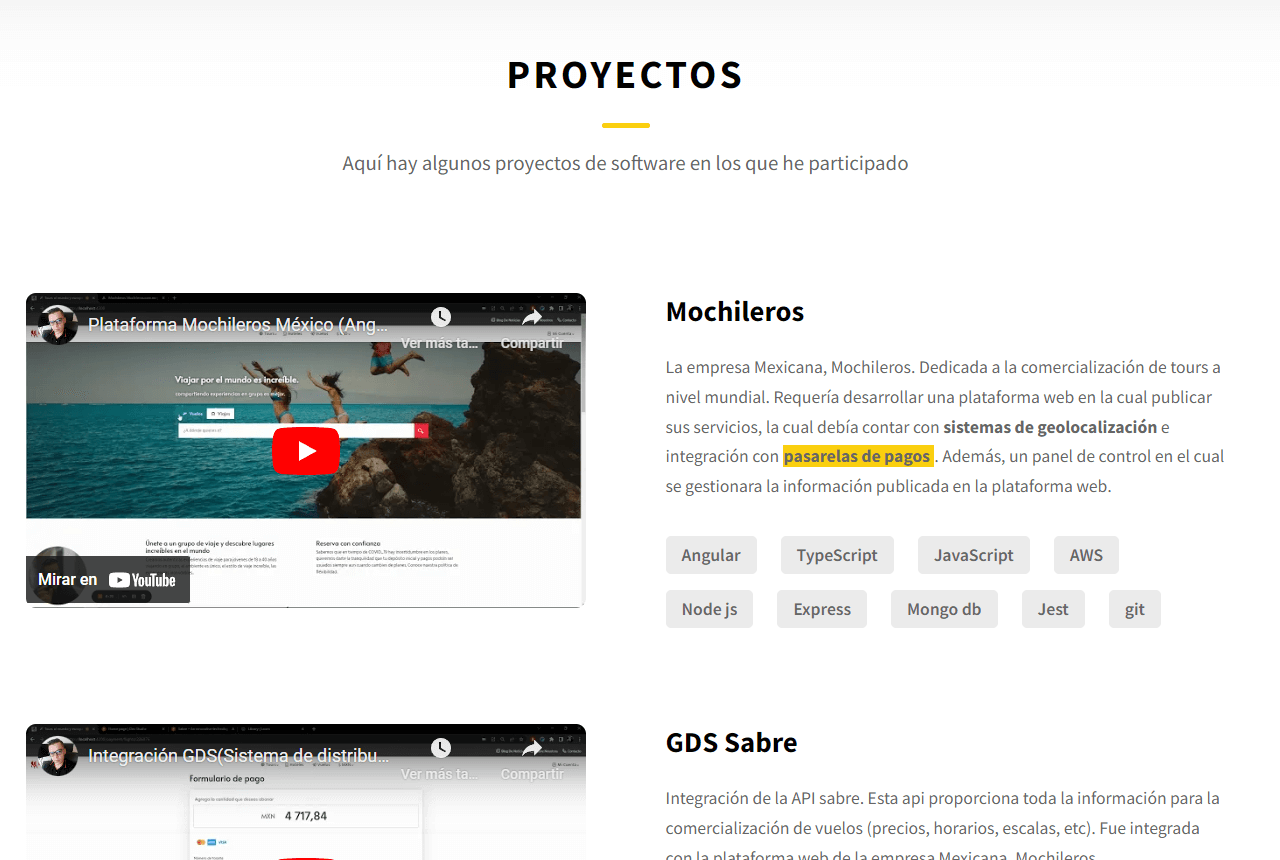 PROYECTOS
Aquí hay algunos proyectos de software en los que he participado
Plataforma Mochileros México (Ang...
Ver más ta...
Compartir
Viajar por el mundo es increíble.
compartiendo experiencias en grupo es mejor.
Viajes
Únete a un grupo de viaje y descubre lugares
increíbles en el mundo
Reserva con confianza
Mirar en YouTube
Mochileros
La empresa Mexicana, Mochileros. Dedicada a la comercialización de tours a
nivel mundial. Requería desarrollar una plataforma web en la cual publicar
sus servicios, la cual debía contar con sistemas de geolocalización e
integración con pasarelas de pagos . Además, un panel de control en el cual
se gestionara la información publicada en la plataforma web.
Angular TypeScript JavaScript AWS
Node js Express Mongo db Jest git
Integración GDS(Sistema de distribu...
Ver más ta...
Compartir
Formulario de pago
MXN 4 717,84
GDS Sabre
Integración de la API sabre. Esta api proporciona toda la información para la
comercialización de vuelos (precios, horarios, escalas, etc). Fue integrada
con la plataforma web de la empresa Mexicana, Mochileros